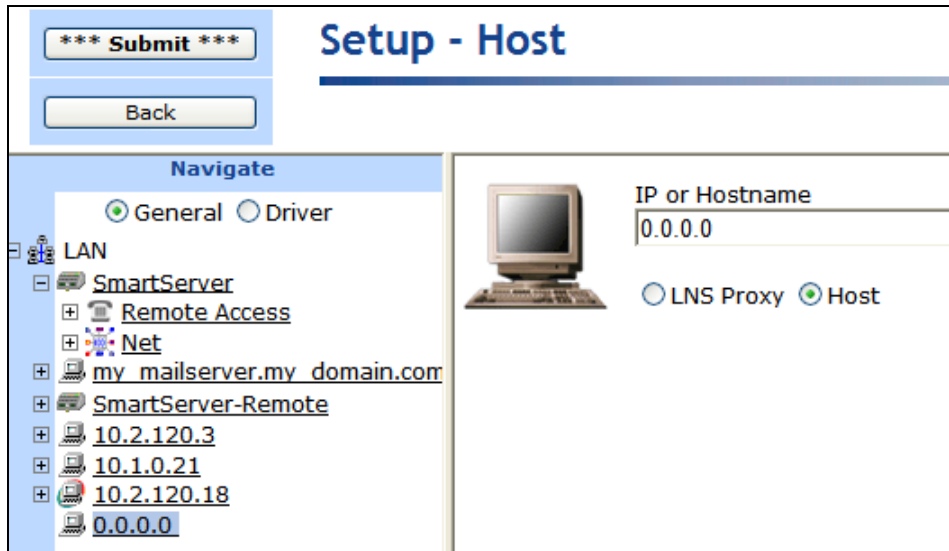 *** Submit ***
Setup - Host
Back
Navigate
General Driver
LAN
SmartServer
Remote Access
Net
my_mailserver.my_domain.com
SmartServer-Remote
10.2.120.3
10.1.0.21
10.2.120.18
0.0.0.0
IP or Hostname
0.0.0.0
LNS Proxy Host